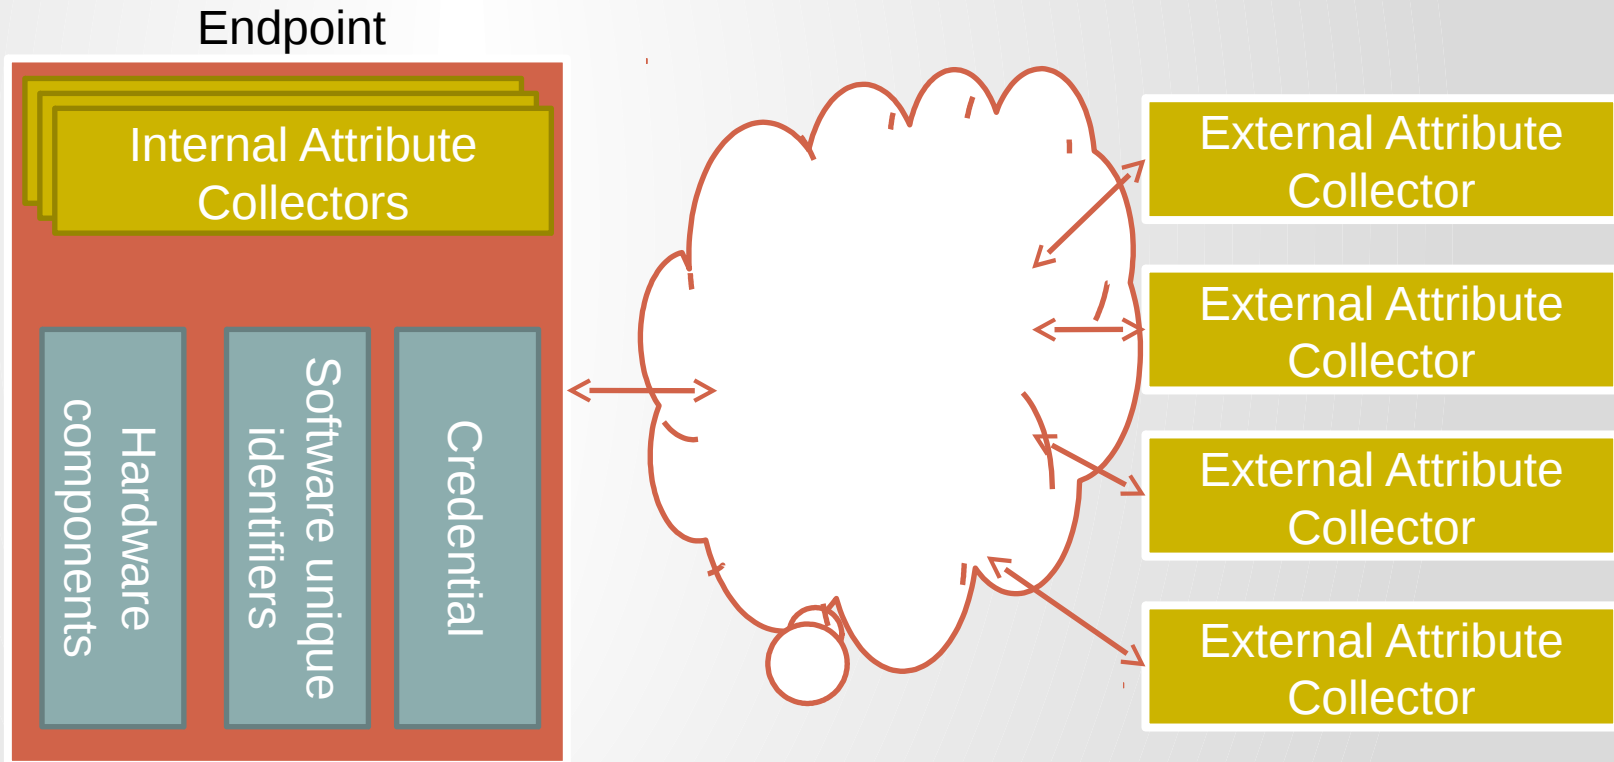 Endpoint
Internal Attribute
Collectors
Hardware
components
Software unique
identifiers
Credential
External Attribute
Collector
External Attribute
Collector
External Attribute
Collector
External Attribute
Collector